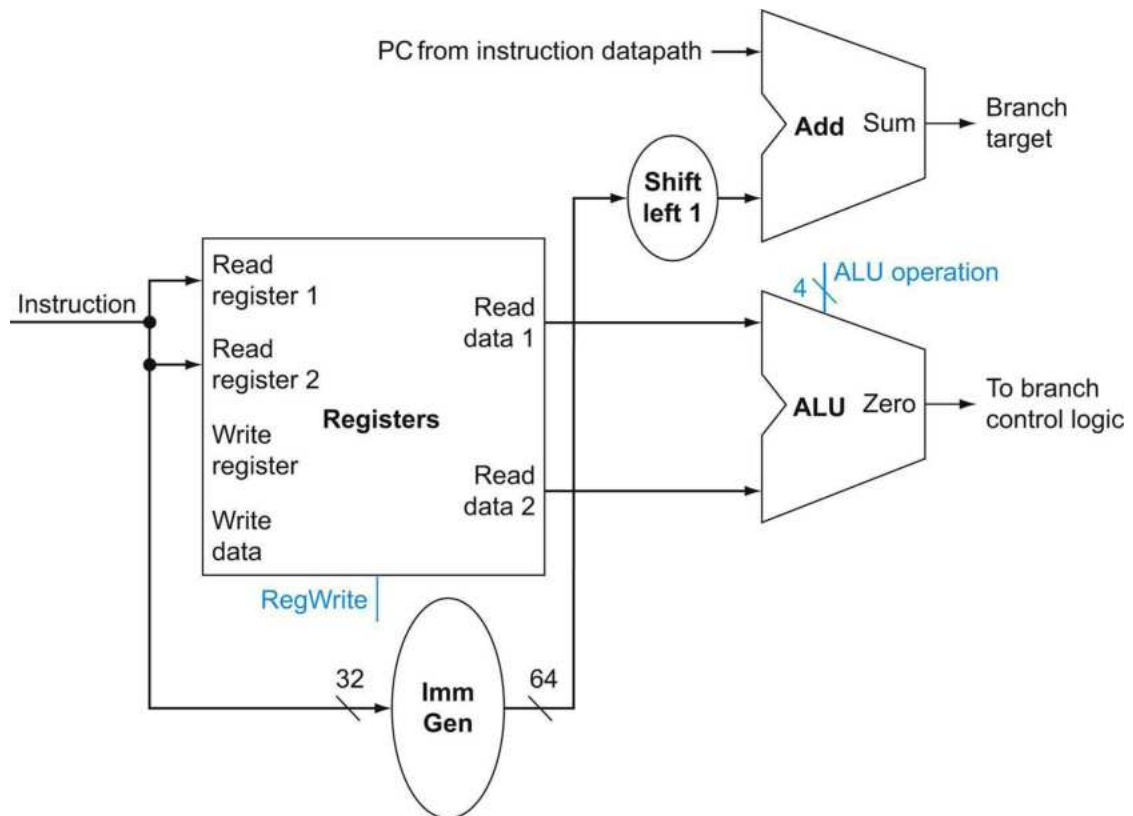 PC from instruction datapath
Add
Sum
Branch
target
Shift
left 1
Instruction
Read
register 1
Read
data 1
4
ALU operation
Read
register 2
Registers
ALU
Zero
To branch
control logic
Write
register
Read
data 2
Write
data
RegWrite
32
Imm
Gen
64